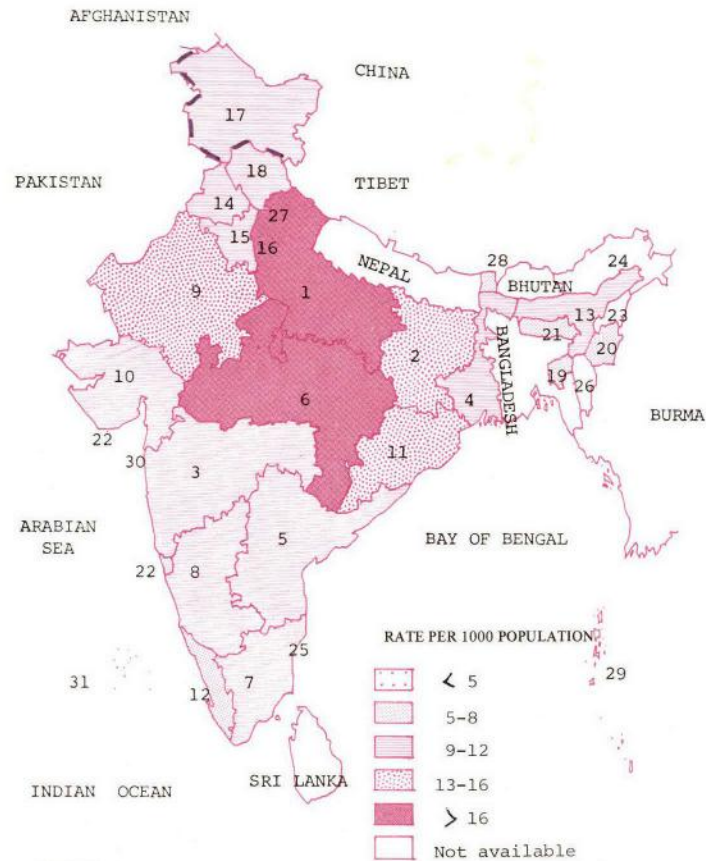 AFGHANISTAN
CHINA
17
18
PAKISTAN
TIBET
14
27
15
16
NEPAL
28
24
BHUTAN
9
1
13
23
21
20
2
BANGLADESH
10
19
26
4
6
BURMA
22
11
30
3
ARABIAN
SEA
5
BAY OF BENGAL
22
8
RATE PER 1000 POPULATION
25
< 5
29
31
12
7
5-8
9-12
13-16
INDIAN OCEAN
SRI LANKA
> 16
Not available